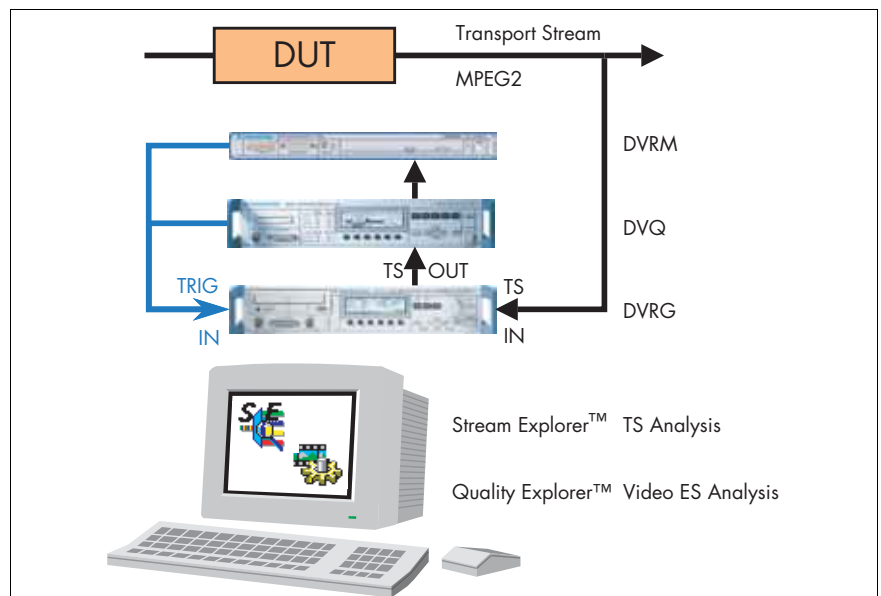 Transport Stream
DUT
MPEG2
DVRM
DVQ
TS OUT
TRIG
TS
DVRG
IN
IN
S E
Stream Explorer™ TS Analysis
Quality Explorer™ Video ES Analysis